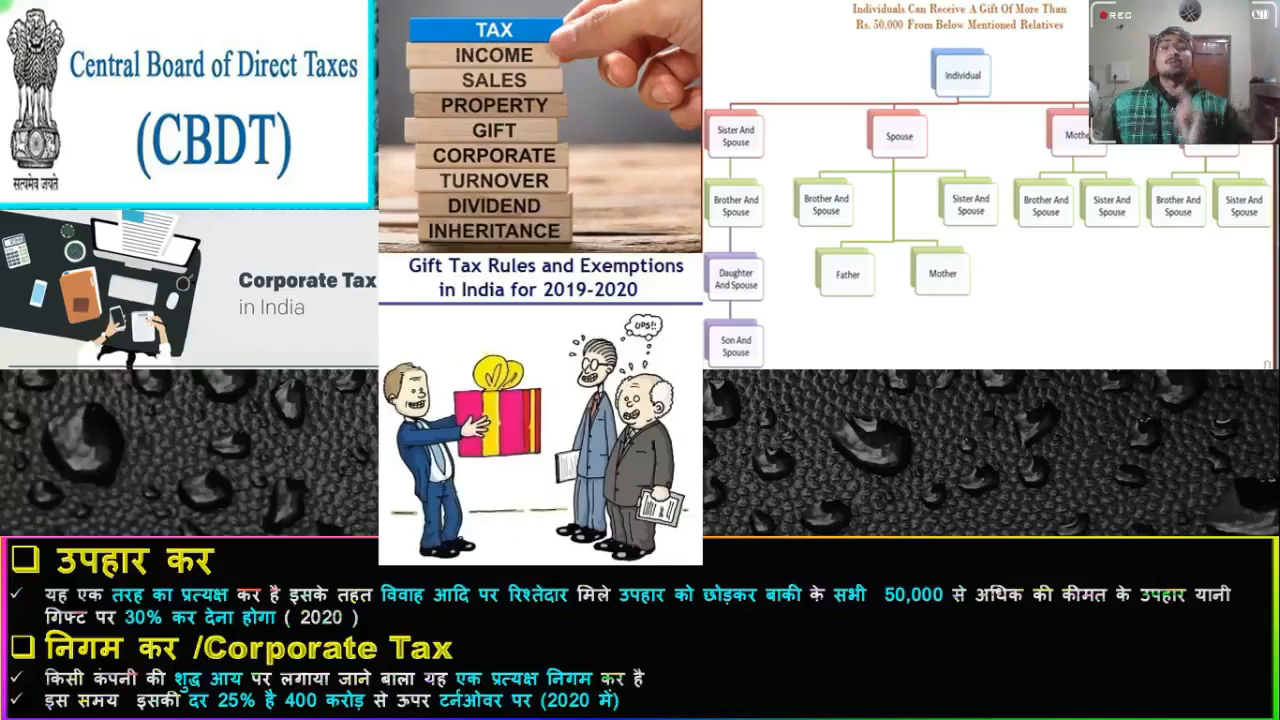 Central Board of Direct Taxes
(CBDT)
सत्यमेव जयते
TAX
INCOME
SALES
PROPERTY
GIFT
CORPORATE
TURNOVER
DIVIDEND
INHERITANCE
Individuals Can Receive A Gift Of More Than
Rs. 50,000 From Below Mentioned Relatives
REC
Individual
Sister And
Spouse
Spouse
Mothe
Brother And
Spouse
Brother And
Spouse
Sister And
Spouse
Brother And
Spouse
Sister And
Spouse
Brother And
Spouse
Sister And
Spouse
Daughter
And Spouse
Father
Mother
Son And
Spouse
Corporate Tax
in India
Gift Tax Rules and Exemptions
in India for 2019-2020
UPS!!
उपहार कर
यह एक तरह का प्रत्यक्ष कर है इसके तहत विवाह आदि पर रिश्तेदार मिले उपहार को छोड़कर बाकी के सभी 50,000 से अधिक की कीमत के उपहार यानी
गिफ्ट पर 30% कर देना होगा ( 2020 )
निगम कर /Corporate Tax
किसी कंपनी की शुद्ध आय पर लगाया जाने बाला यह एक प्रत्यक्ष निगम कर है
इस समय इसकी दर 25% है 400 करोड़ से ऊपर टर्नओवर पर (2020 में)